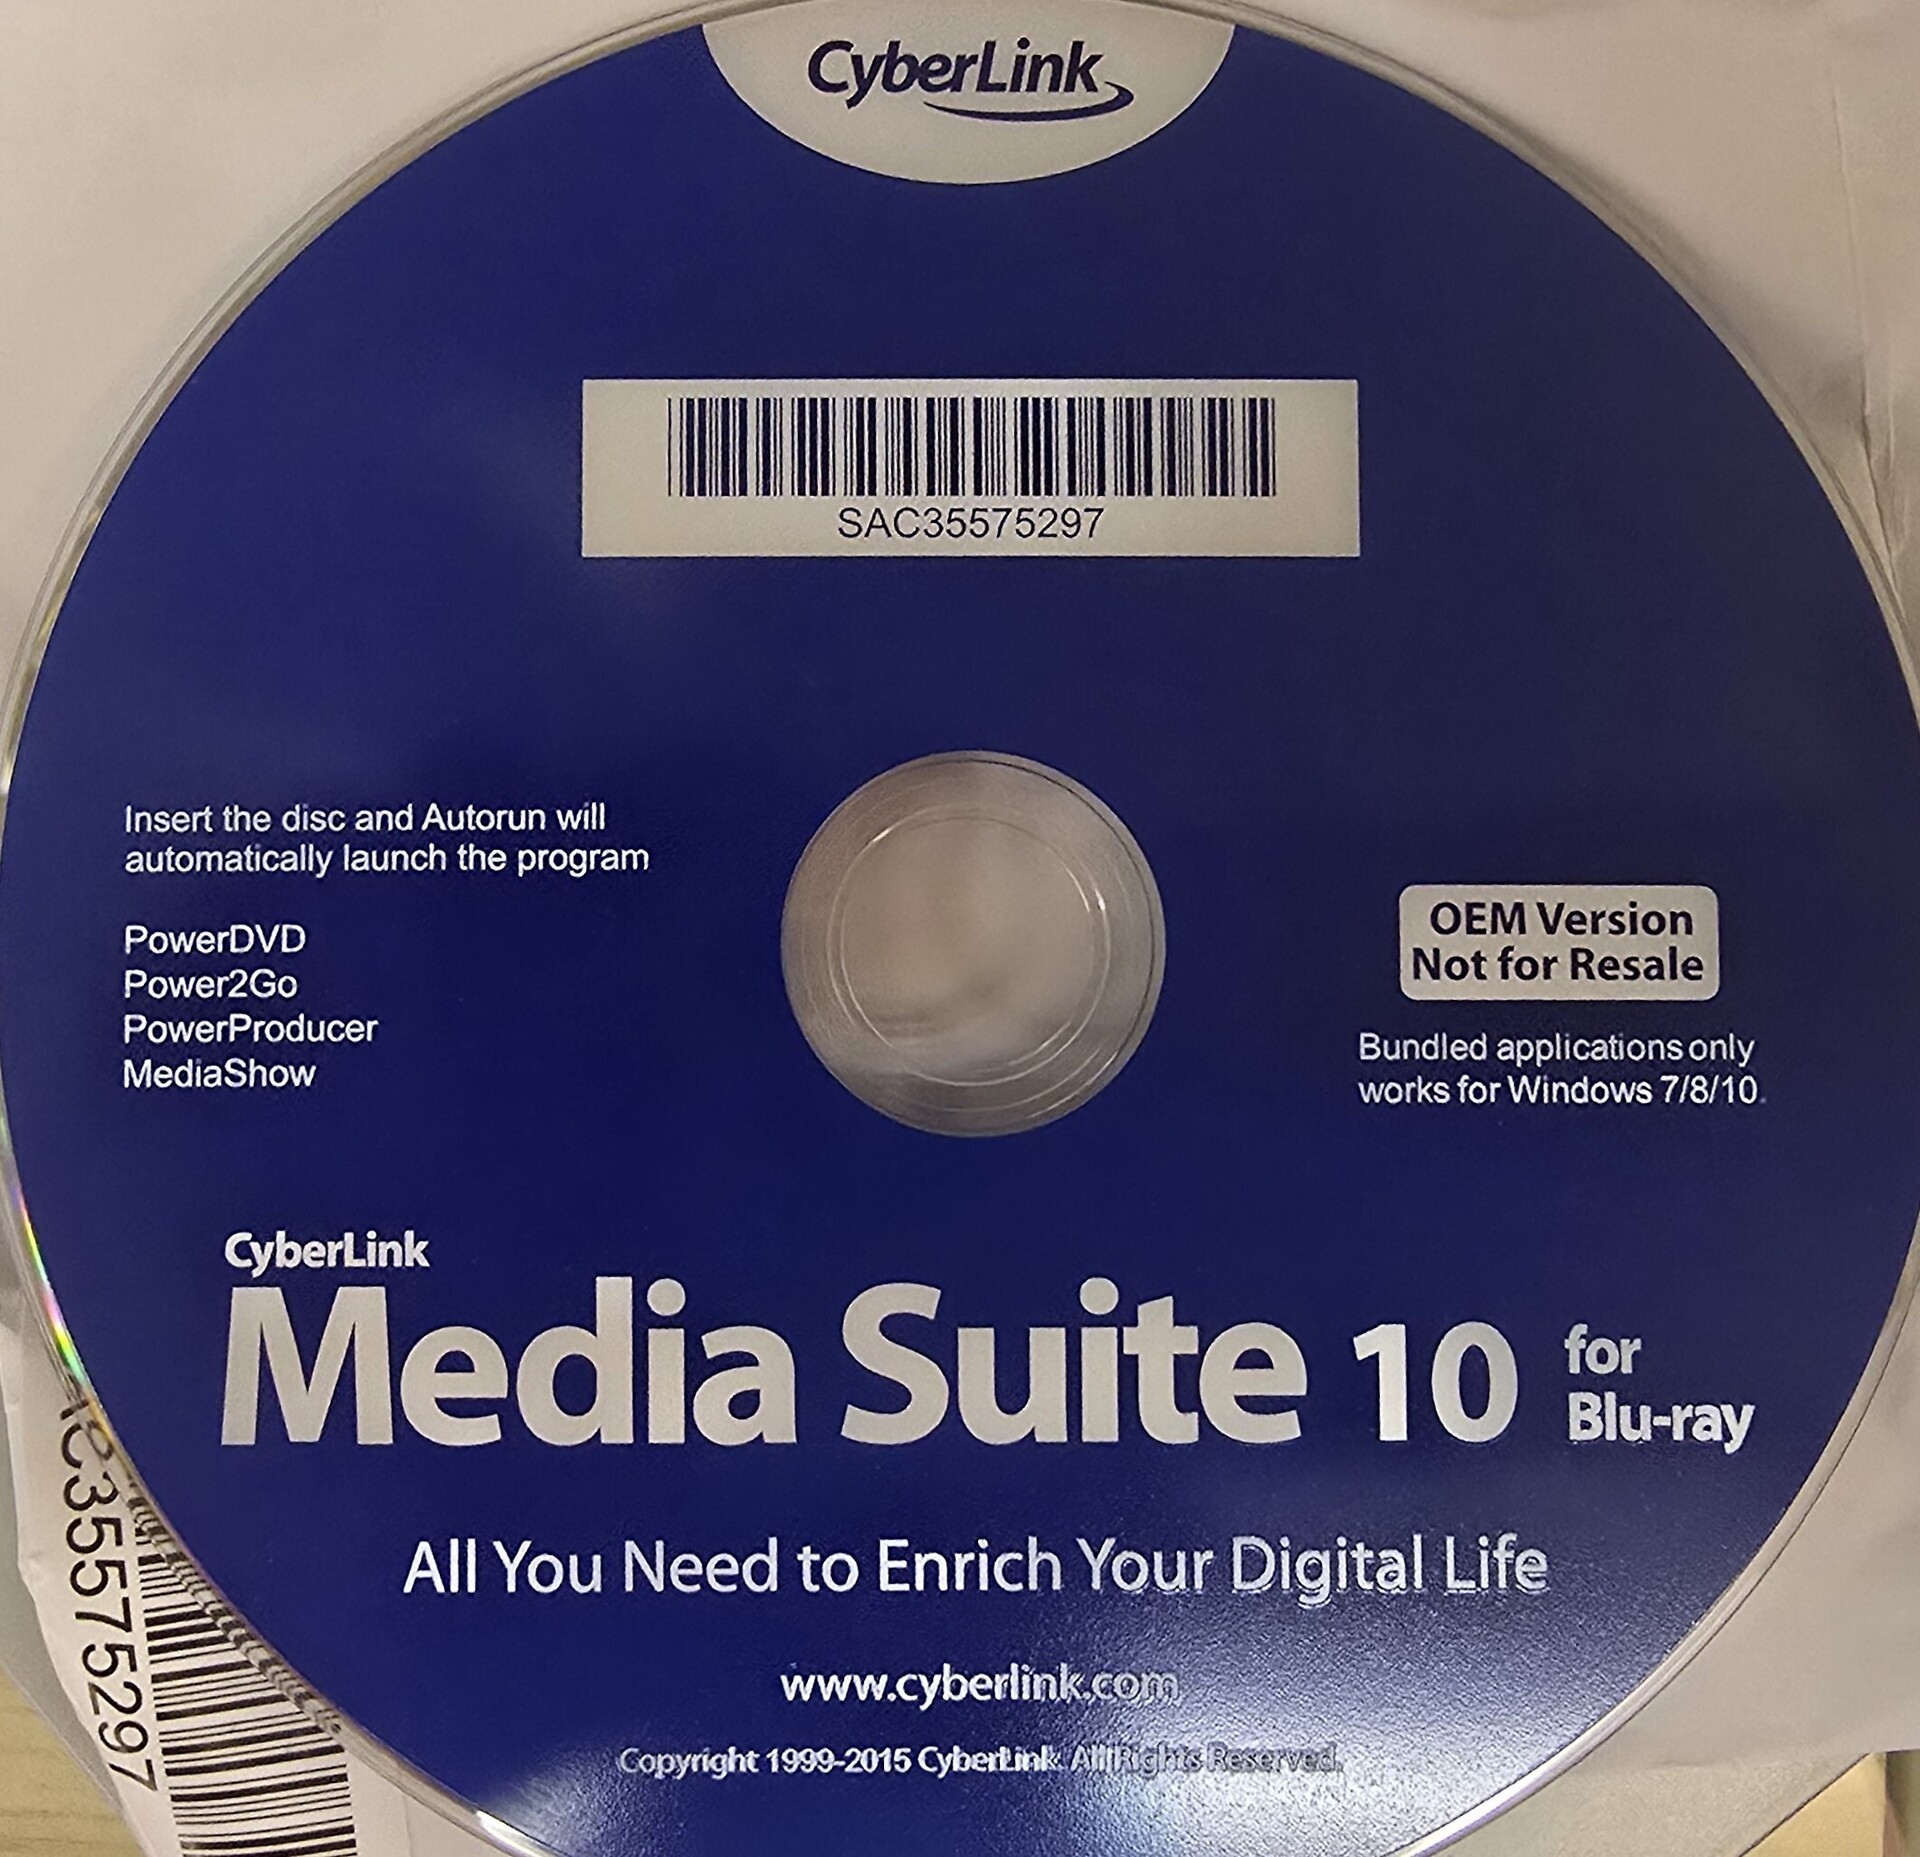 CyberLink
SAC35575297
Insert the disc and Autorun will
automatically launch the program
PowerDVD
Power2Go
PowerProducer
MediaShow
OEM Version
Not for Resale
Bundled applications only
works for Windows 7/8/10.
CyberLink
Media Suite 10 for
Blu-ray
All You Need to Enrich Your Digital Life
www.cyberlink.com
Copyright 1999-2015 CyberLink. All Rights Reserved.
C35575297